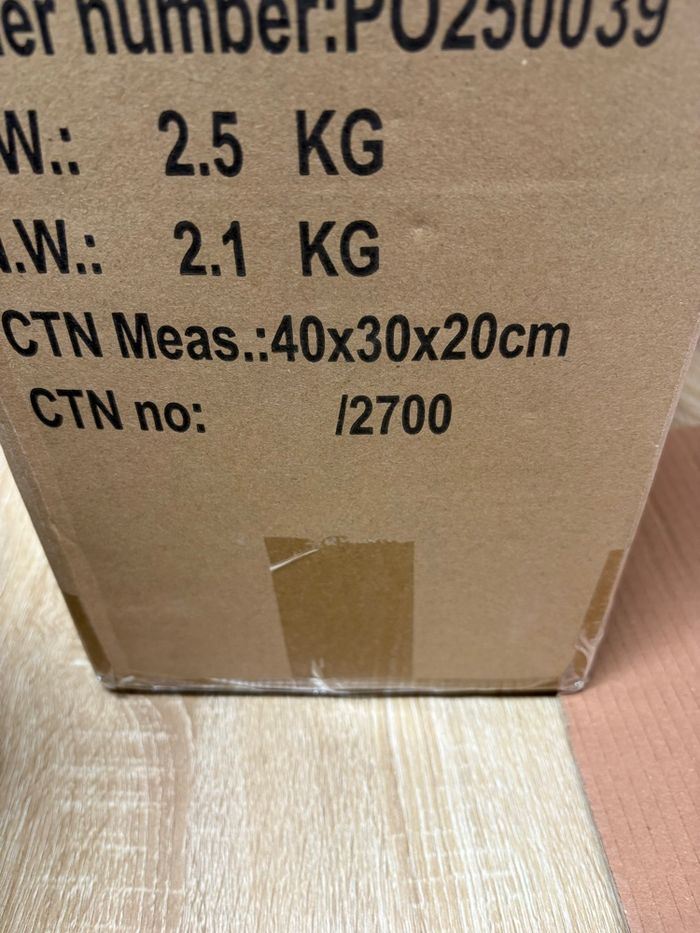 er number:PO250039
W.: 2.5 KG
.W.: 2.1 KG
CTN Meas.:40x30x20cm
CTN no: /2700